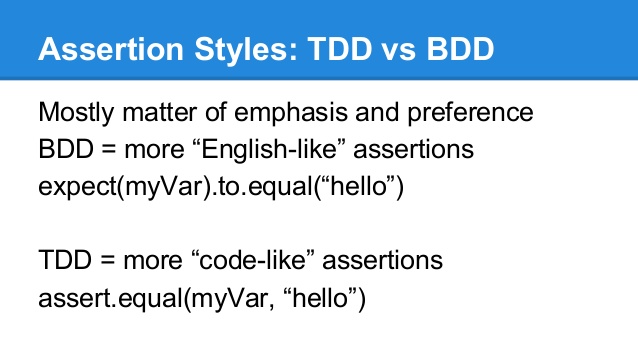 Assertion Styles: TDD vs BDD
Mostly matter of emphasis and preference
BDD = more “English-like” assertions
expect(myVar).to.equal(“hello”)
TDD = more “code-like” assertions
assert.equal(myVar, “hello”)